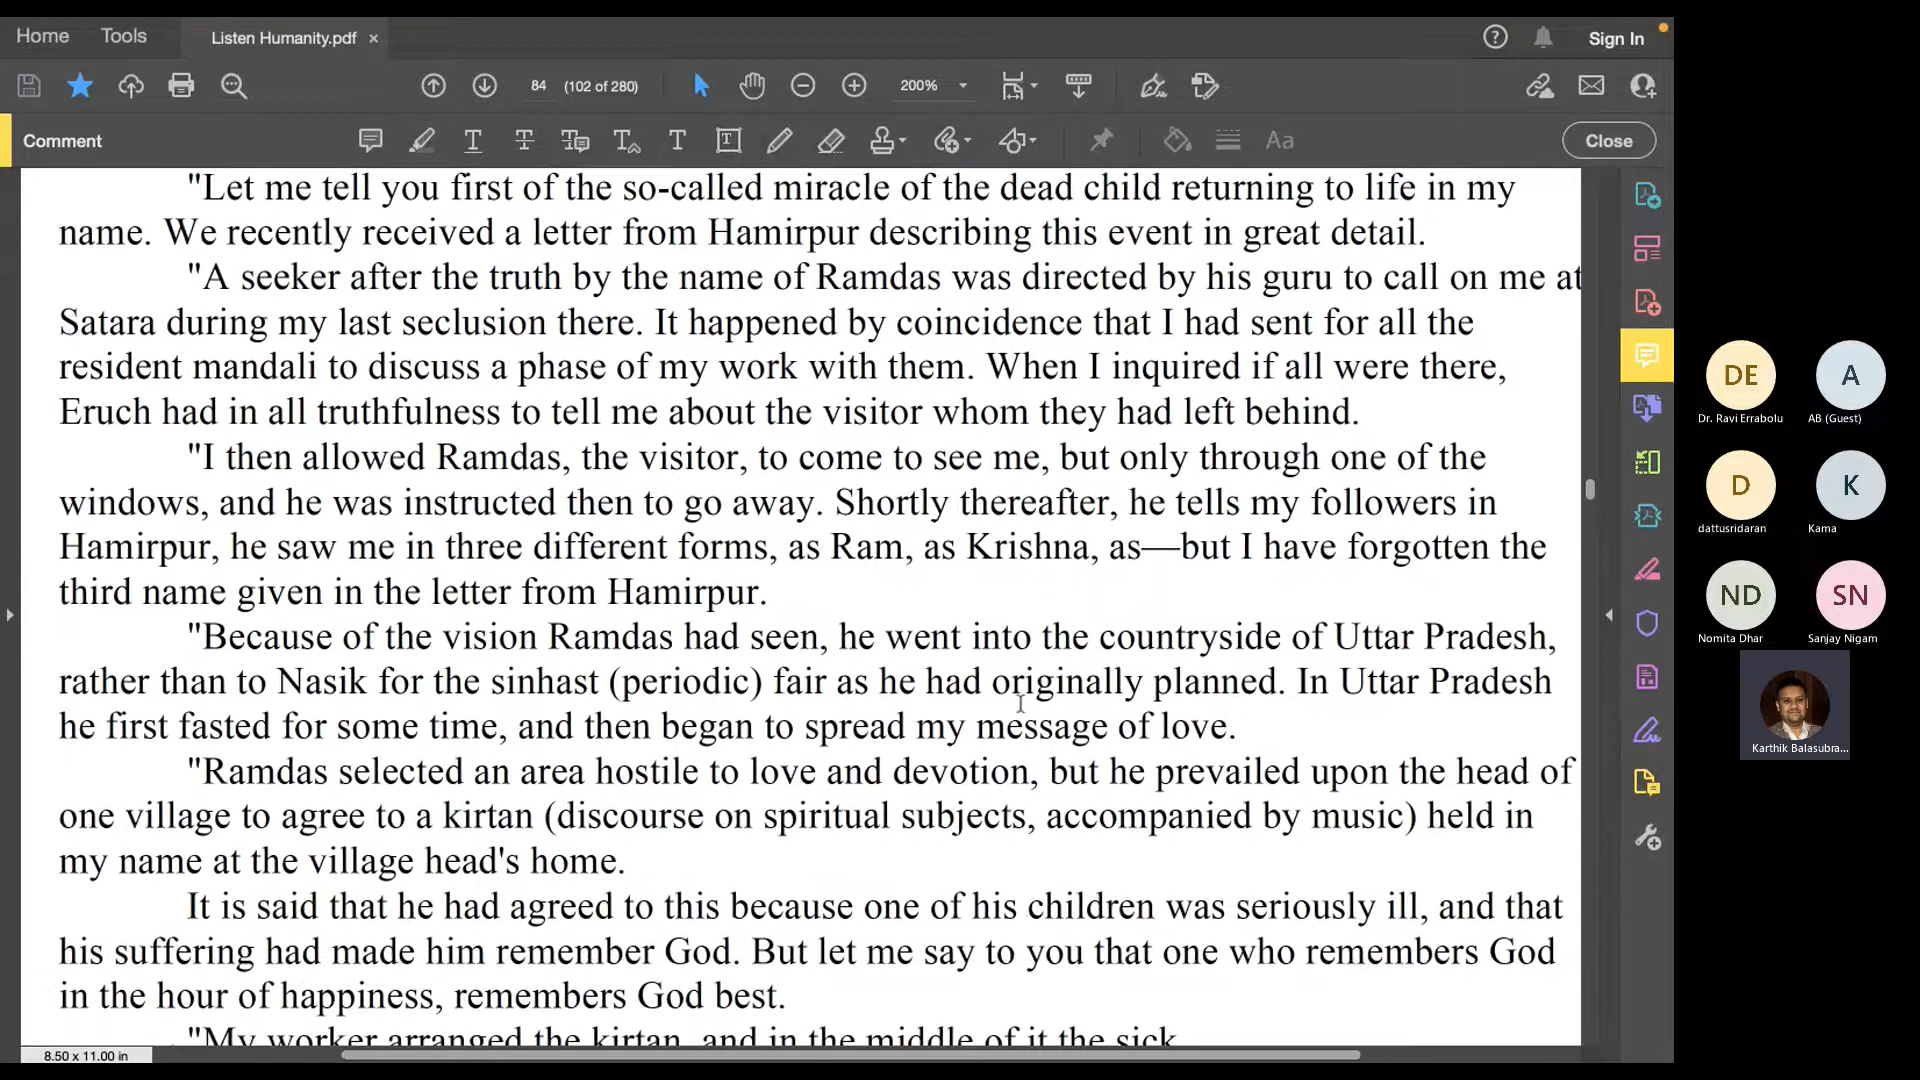 Home Tools Listen Humanity.pdf × Sign In
84 (102 of 280) 200%
Comment Close
"Let me tell you first of the so-called miracle of the dead child returning to life in my
name. We recently received a letter from Hamirpur describing this event in great detail.
"A seeker after the truth by the name of Ramdas was directed by his guru to call on me at
Satara during my last seclusion there. It happened by coincidence that I had sent for all the
resident mandali to discuss a phase of my work with them. When I inquired if all were there,
Eruch had in all truthfulness to tell me about the visitor whom they had left behind.
"I then allowed Ramdas, the visitor, to come to see me, but only through one of the
windows, and he was instructed then to go away. Shortly thereafter, he tells my followers in
Hamirpur, he saw me in three different forms, as Ram, as Krishna, as—but I have forgotten the
third name given in the letter from Hamirpur.
"Because of the vision Ramdas had seen, he went into the countryside of Uttar Pradesh,
rather than to Nasik for the sinhast (periodic) fair as he had originally planned. In Uttar Pradesh
he first fasted for some time, and then began to spread my message of love.
"Ramdas selected an area hostile to love and devotion, but he prevailed upon the head of
one village to agree to a kirtan (discourse on spiritual subjects, accompanied by music) held in
my name at the village head's home.
It is said that he had agreed to this because one of his children was seriously ill, and that
his suffering had made him remember God. But let me say to you that one who remembers God
in the hour of happiness, remembers God best.
"My worker arranged the kirtan, and in the middle of it the sick
8.50 x 11.00 in
DE A
Dr. Ravi Errabolu AB (Guest)
D K
dattusridaran Kama
ND SN
Nomita Dhar Sanjay Nigam
Karthik Balasubra...